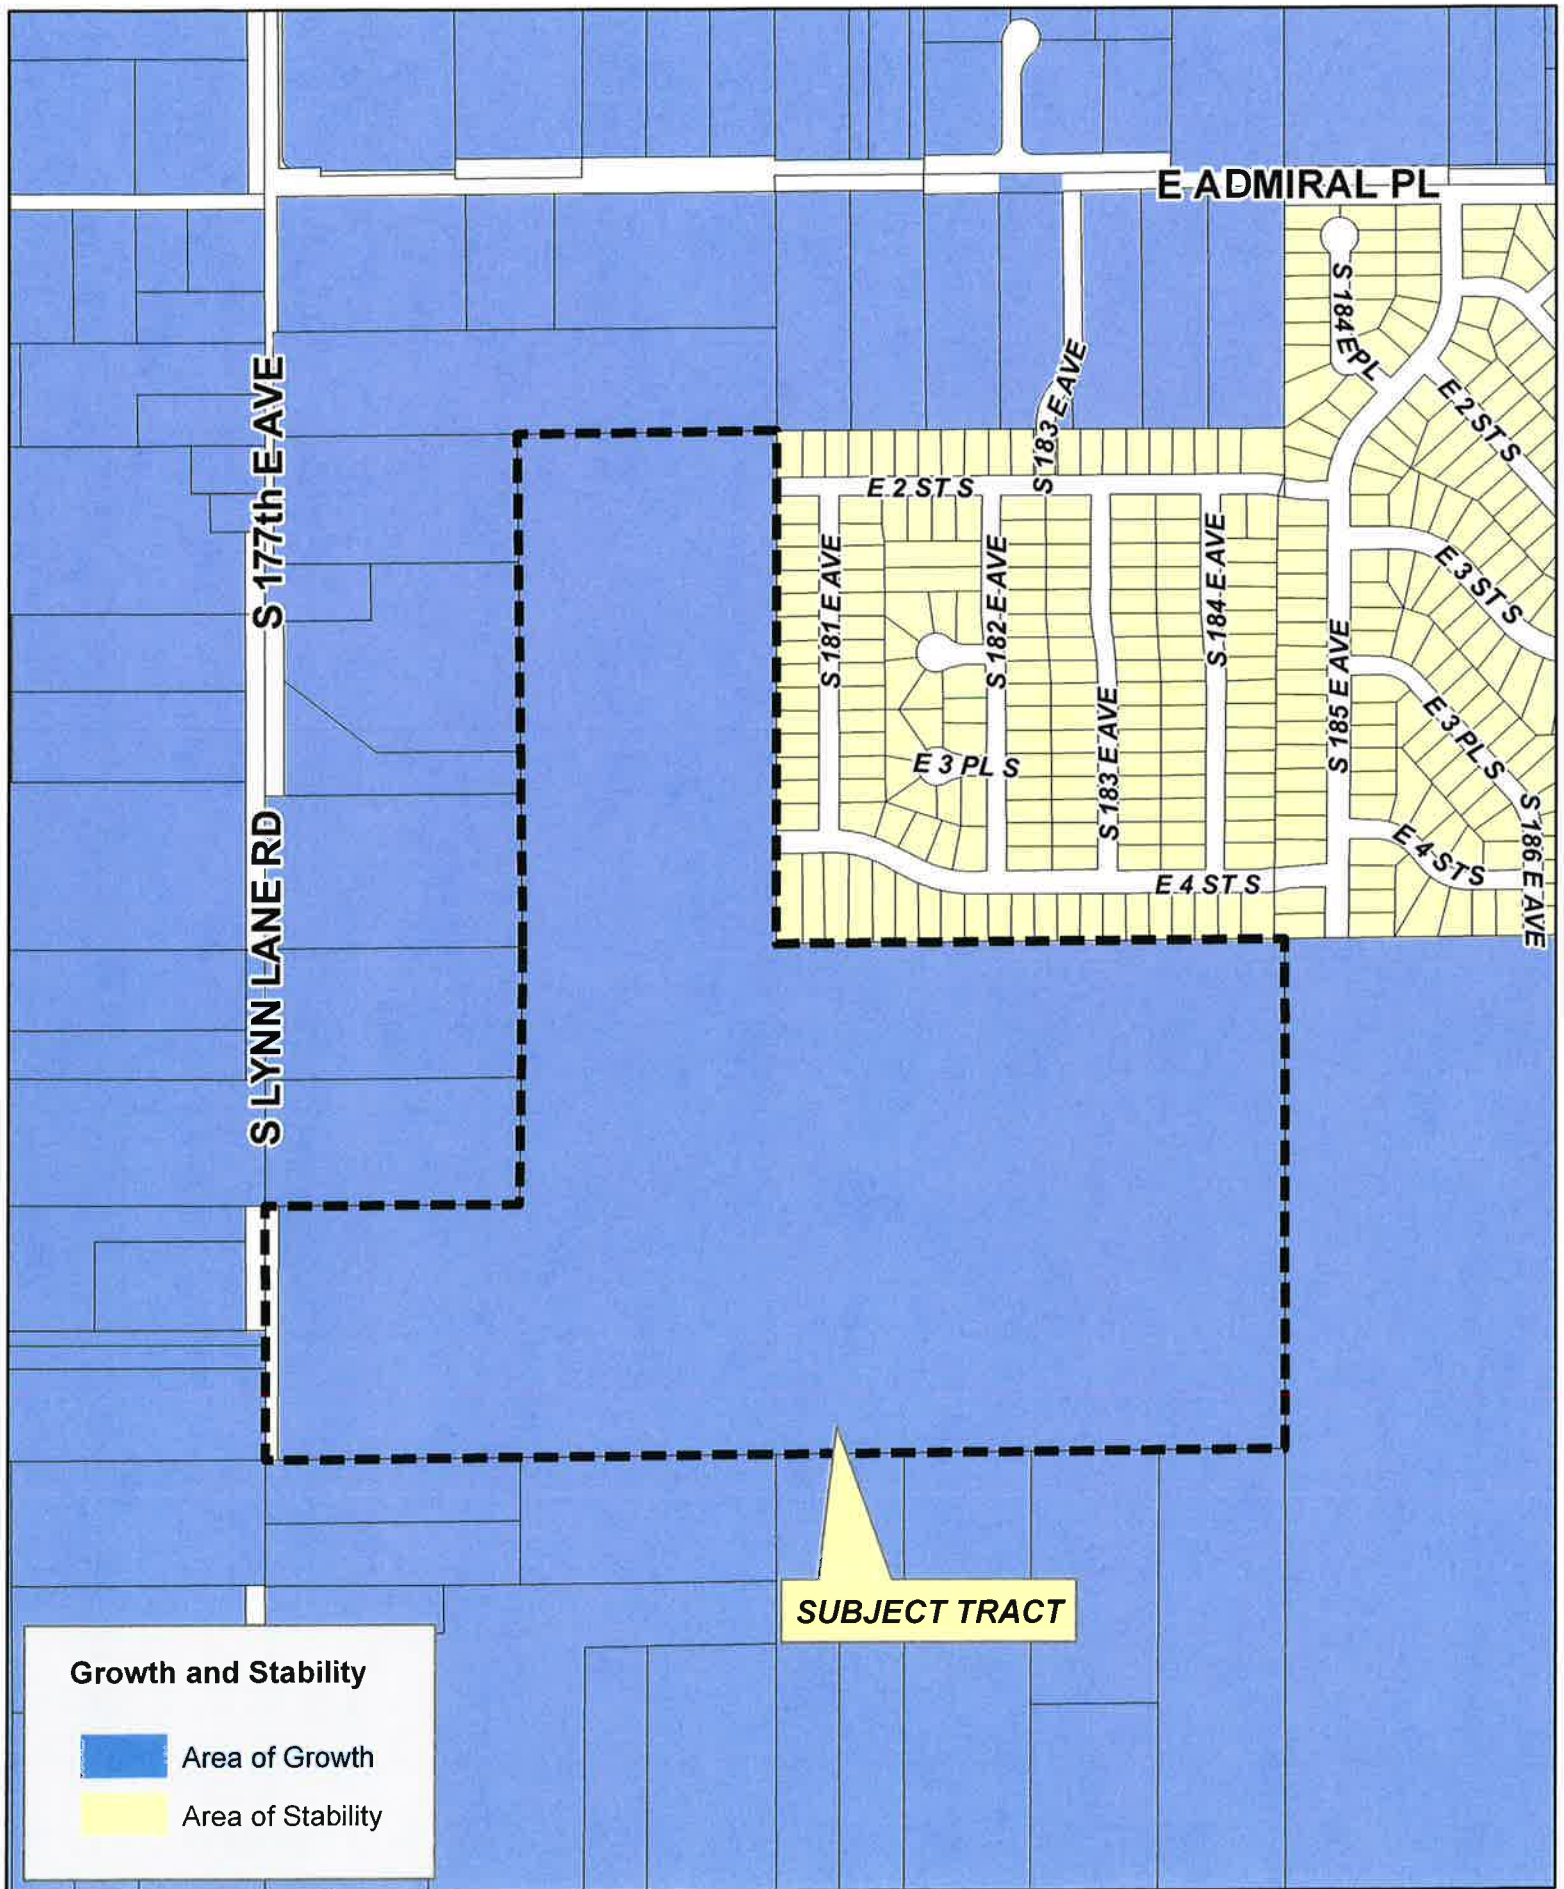 E ADMIRAL PL
S 184 E PL
E 2 ST S
S 177th E AVE
S 183 E AVE
E 2 ST S
S 181 E AVE
S 182 E AVE
S 184 E AVE
E 3 ST S
S 185 E AVE
S 183 E AVE
E 3 PL S
E 3 PL S
S 186 E AVE
E 4 ST S
E 4 ST S
S LYNN LANE RD
SUBJECT TRACT
Growth and Stability
Area of Growth
Area of Stability